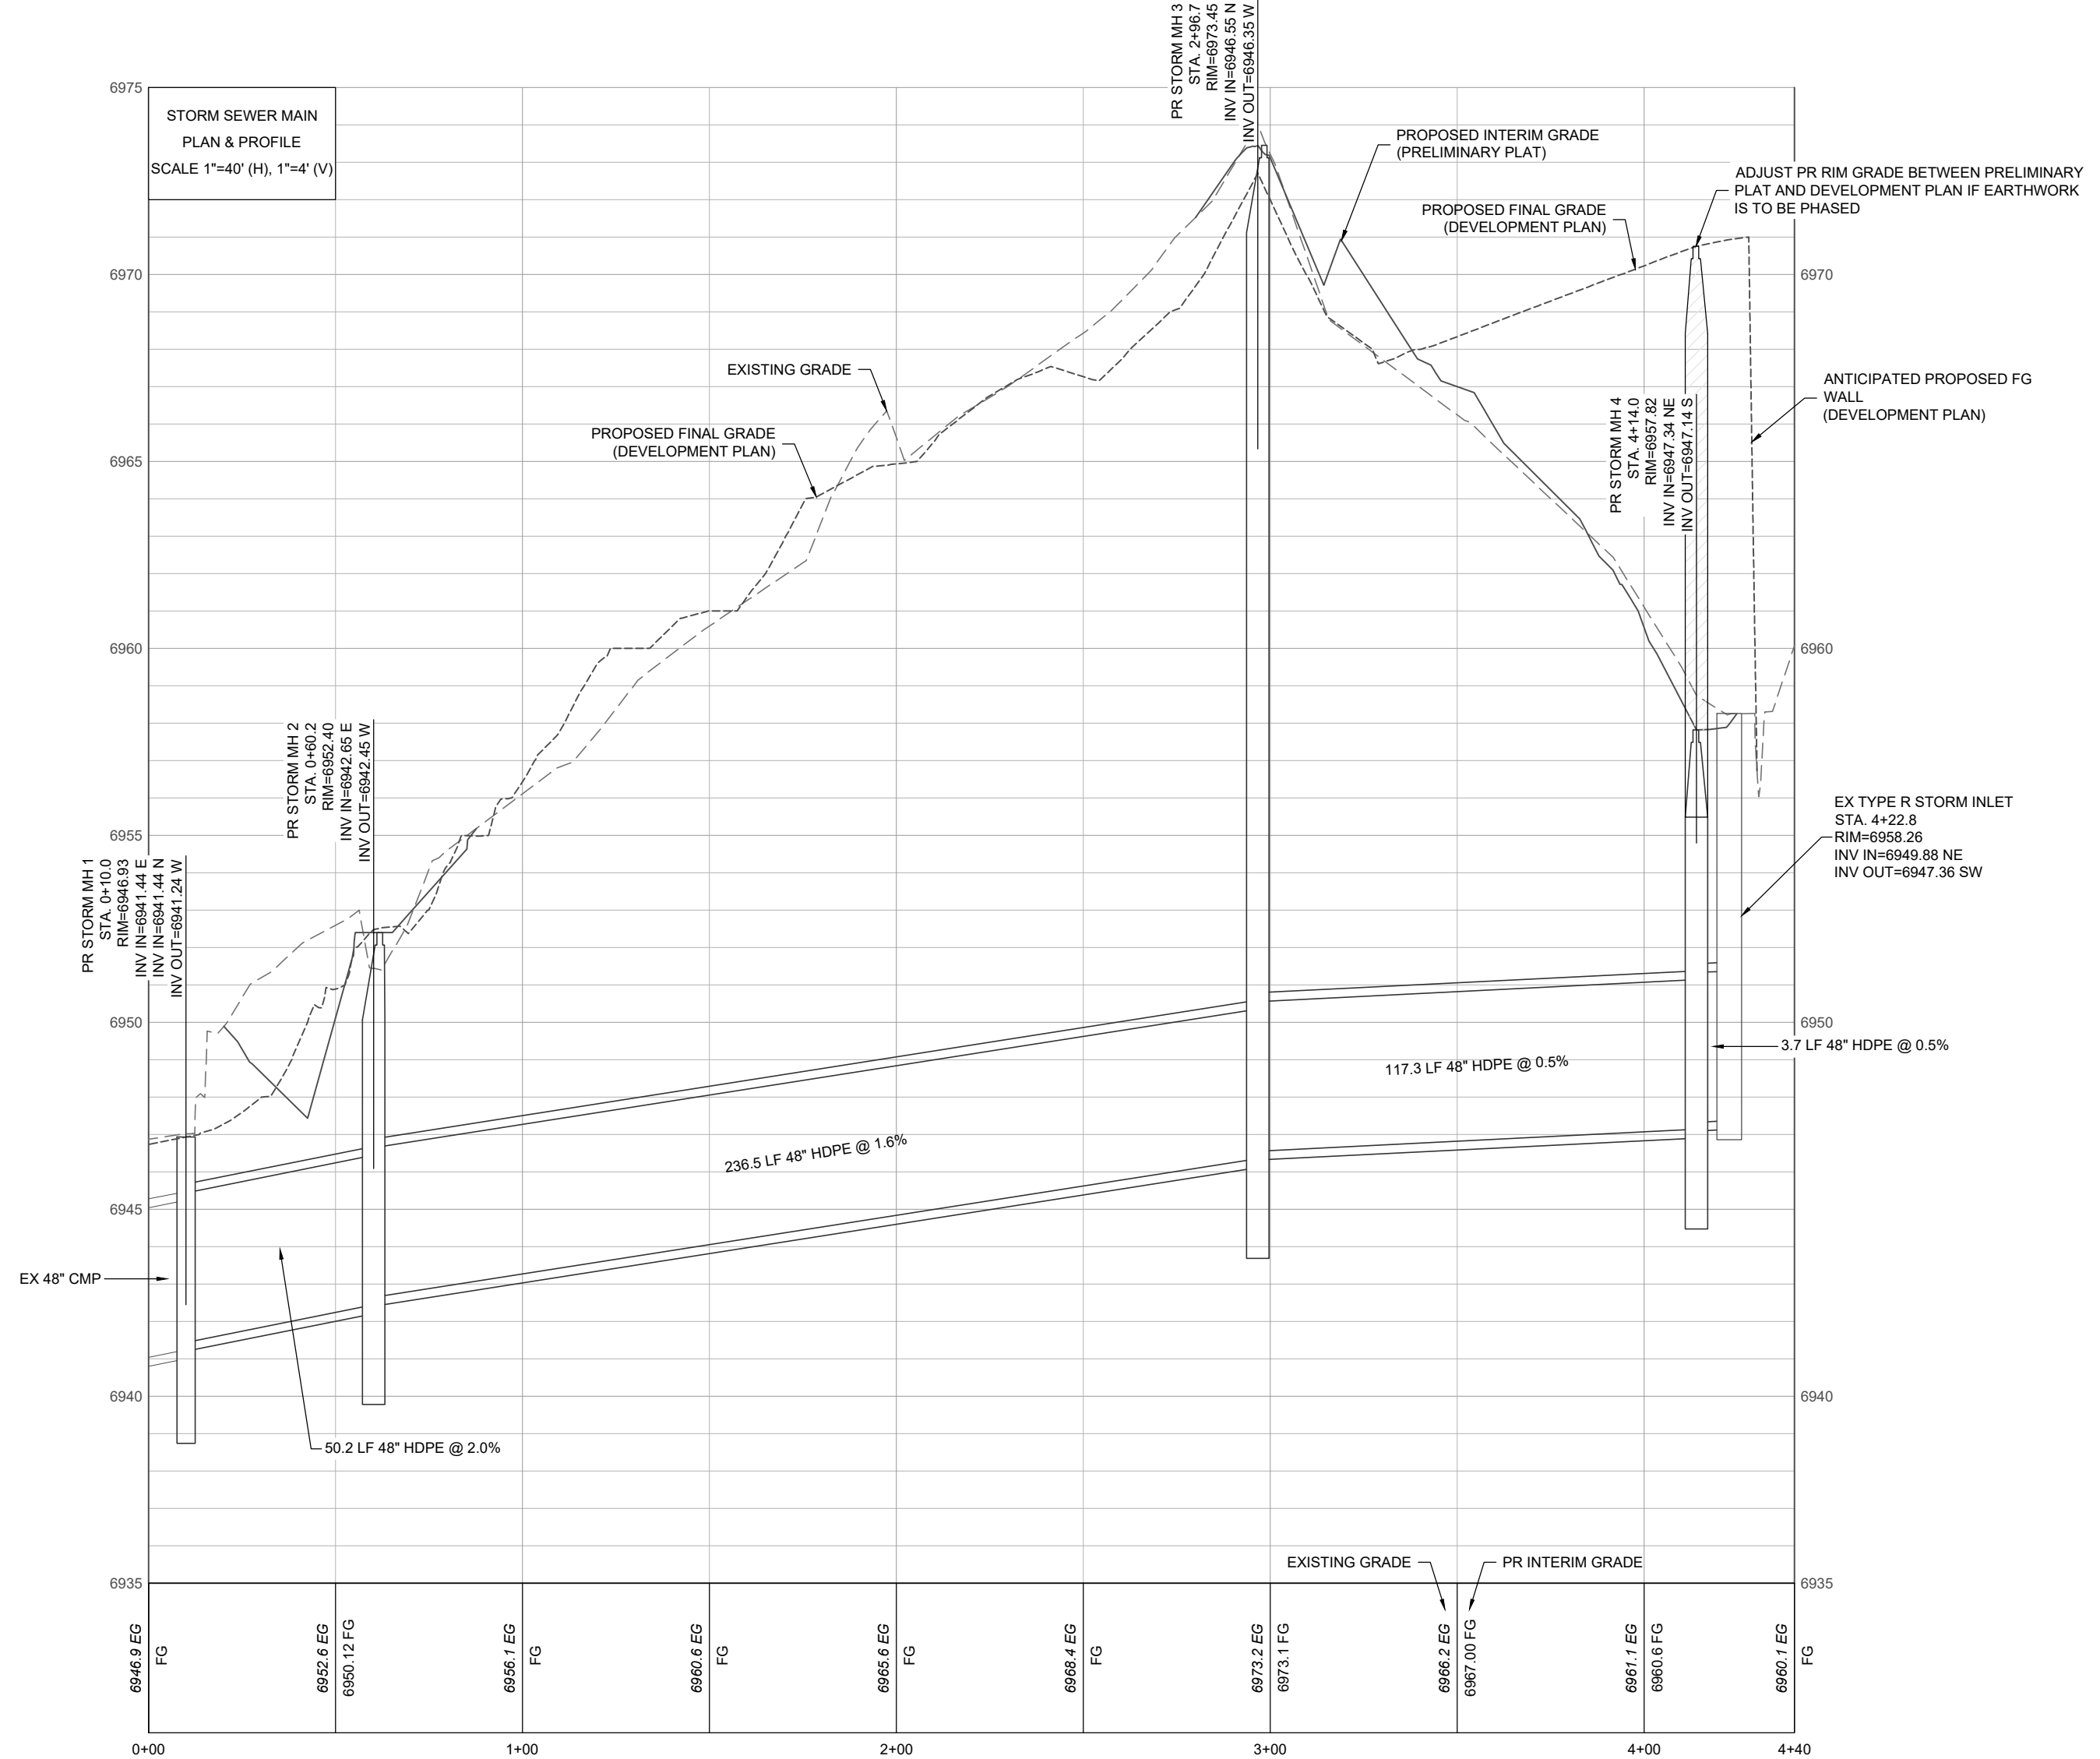 PR STORM MH 3
STA. 2+96.7
RIM=6973.45
INV IN=6946.55 N
INV OUT=6946.35 W
STORM SEWER MAIN
PLAN & PROFILE
SCALE 1"=40' (H), 1"=4' (V)
PROPOSED INTERIM GRADE
(PRELIMINARY PLAT)
ADJUST PR RIM GRADE BETWEEN PRELIMINARY
PLAT AND DEVELOPMENT PLAN IF EARTHWORK
IS TO BE PHASED
PROPOSED FINAL GRADE
(DEVELOPMENT PLAN)
EXISTING GRADE
PROPOSED FINAL GRADE
(DEVELOPMENT PLAN)
ANTICIPATED PROPOSED FG
WALL
(DEVELOPMENT PLAN)
PR STORM MH 4
STA. 4+14.0
RIM=6957.82
INV IN=6947.34 NE
INV OUT=6947.14 S
PR STORM MH 2
STA. 0+60.2
RIM=6952.40
INV IN=6942.65 E
INV OUT=6942.45 W
PR STORM MH 1
STA. 0+10.0
RIM=6946.93
INV IN=6941.44 E
INV IN=6941.44 N
INV OUT=6941.24 W
EX TYPE R STORM INLET
STA. 4+22.8
RIM=6958.26
INV IN=6949.88 NE
INV OUT=6947.36 SW
3.7 LF 48" HDPE @ 0.5%
117.3 LF 48" HDPE @ 0.5%
236.5 LF 48" HDPE @ 1.6%
EX 48" CMP
50.2 LF 48" HDPE @ 2.0%
EXISTING GRADE
PR INTERIM GRADE
6975
6970
6965
6960
6955
6950
6945
6940
6935
6970
6960
6950
6940
6935
6946.9 EG
FG
6952.6 EG
6950.12 FG
6956.1 EG
FG
6960.6 EG
FG
6965.6 EG
FG
6968.4 EG
FG
6973.2 EG
6973.1 FG
6966.2 EG
6967.00 FG
6961.1 EG
6960.6 FG
6960.1 EG
FG
0+00
1+00
2+00
3+00
4+00
4+40